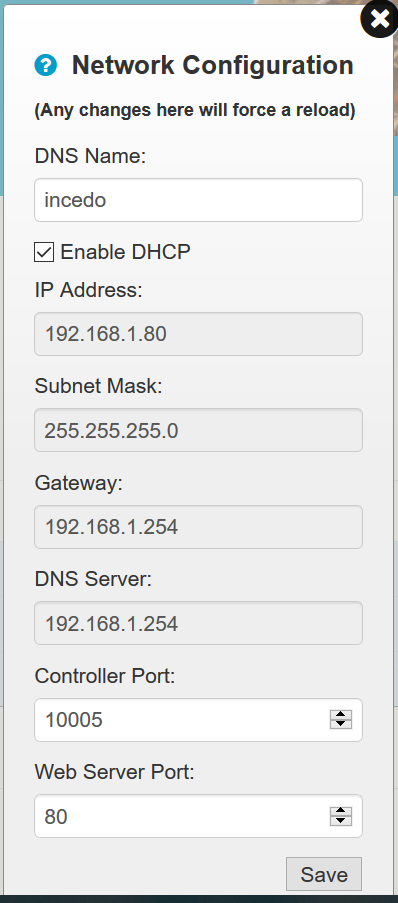 Network Configuration
(Any changes here will force a reload)
DNS Name:
incedo
Enable DHCP
IP Address:
192.168.1.80
Subnet Mask:
255.255.255.0
Gateway:
192.168.1.254
DNS Server:
192.168.1.254
Controller Port:
10005
Web Server Port:
80
Save